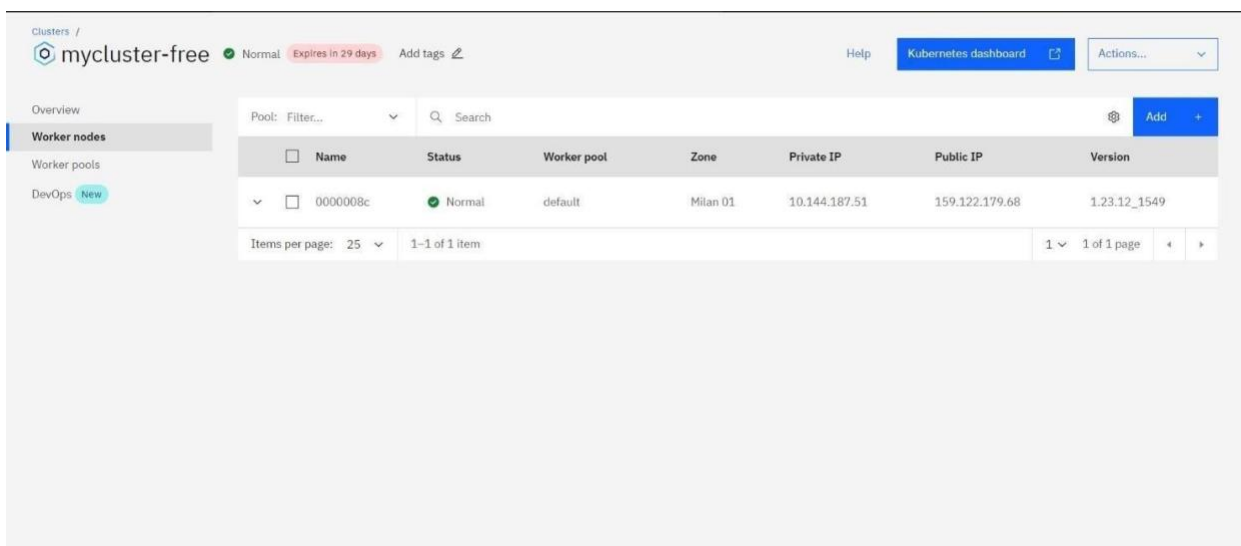 Clusters /
mycluster-free Normal Expires in 29 days Add tags Help Kubernetes dashboard Actions...
Overview
Worker nodes
Worker pools
DevOps New
Pool: Filter... Search Add +
Name Status Worker pool Zone Private IP Public IP Version
0000008c Normal default Milan 01 10.144.187.51 159.122.179.68 1.23.12_1549
Items per page: 25 1–1 of 1 item 1 1 of 1 page